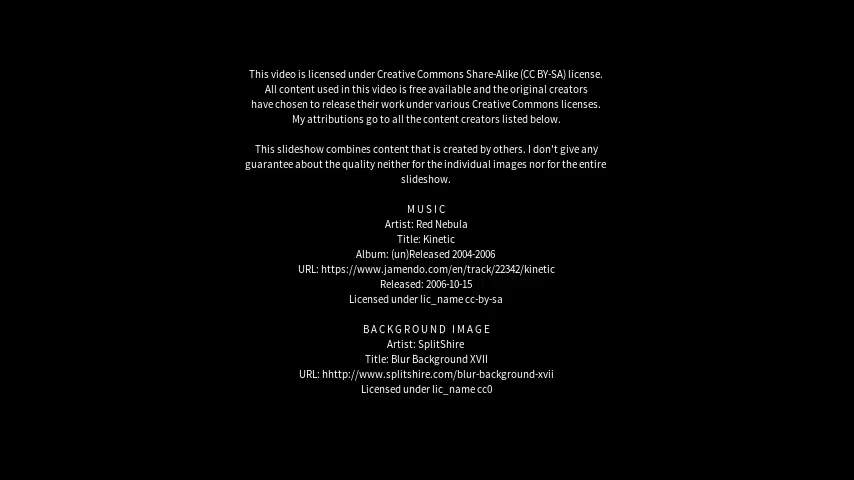 This video is licensed under Creative Commons Share-Alike (CC BY-SA) license.
All content used in this video is free available and the original creators
have chosen to release their work under various Creative Commons licenses.
My attributions go to all the content creators listed below.
This slideshow combines content that is created by others. I don't give any
guarantee about the quality neither for the individual images nor for the entire
slideshow.
MUSIC
Artist: Red Nebula
Title: Kinetic
Album: (un)Released 2004-2006
URL: https://www.jamendo.com/en/track/22342/kinetic
Released: 2006-10-15
Licensed under lic_name cc-by-sa
BACKGROUND IMAGE
Artist: SplitShire
Title: Blur Background XVII
URL: hhttp://www.splitshire.com/blur-background-xvii
Licensed under lic_name cc0